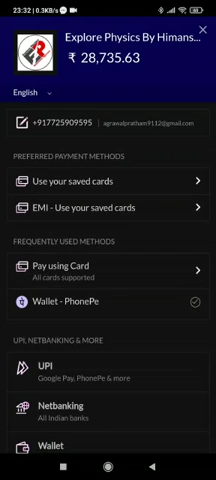 23:32 | 0.3KB/s
Explore Physics By Himans...
₹ 28,735.63
English
+917725909595 | agrawalpratham9112@gmail.com
PREFERRED PAYMENT METHODS
Use your saved cards
EMI - Use your saved cards
FREQUENTLY USED METHODS
Pay using Card
All cards supported
Wallet - PhonePe
UPI, NETBANKING & MORE
UPI
Google Pay, PhonePe & more
Netbanking
All Indian banks
Wallet